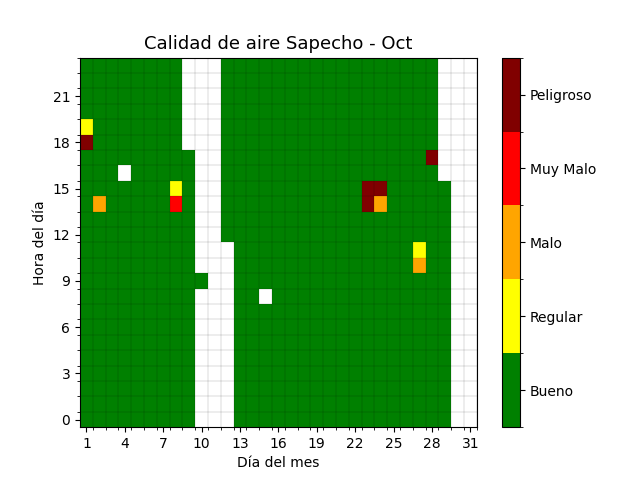 Calidad de aire Sapecho - Oct
Hora del día
21
18
15
12
9
6
3
0
1 4 7 10 13 16 19 22 25 28 31
Día del mes
Peligroso
Muy Malo
Malo
Regular
Bueno